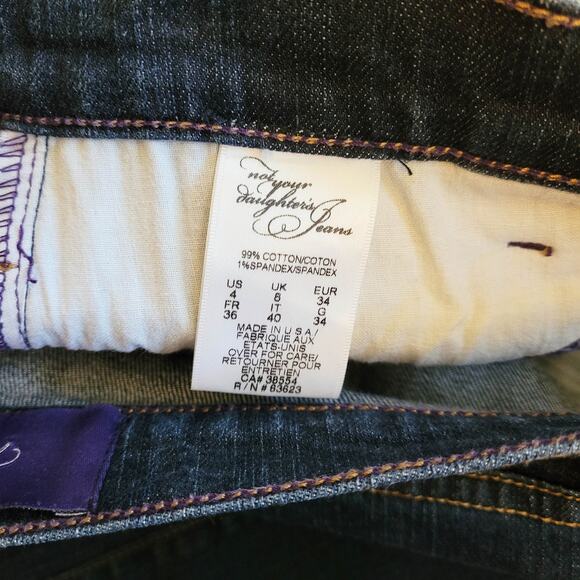 not
your
daughter's
Jeans
99% COTTON/COTON
1%SPANDEX/SPANDEX
US UK EUR
4 8 34
FR IT G
36 40 34
MADE IN U S A/
FABRIQUE AUX
ETATS-UNIS
OVER FOR CARE/
RETOURNER POUR
ENTRETIEN
CA# 38554
R/N # 83623